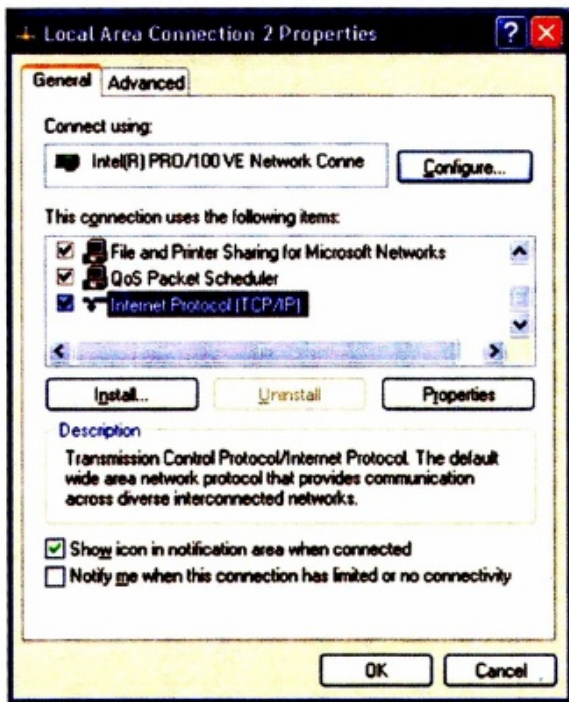 Local Area Connection 2 Properties
General
Advanced
Connect using:
Intel(R) PRO/100 VE Network Conne
Configure...
This connection uses the following items:
File and Printer Sharing for Microsoft Networks
QoS Packet Scheduler
Internet Protocol (TCP/IP)
Install...
Uninstall
Properties
Description
Transmission Control Protocol/Internet Protocol. The default
wide area network protocol that provides communication
across diverse interconnected networks.
Show icon in notification area when connected
Notify me when this connection has limited or no connectivity
OK
Cancel